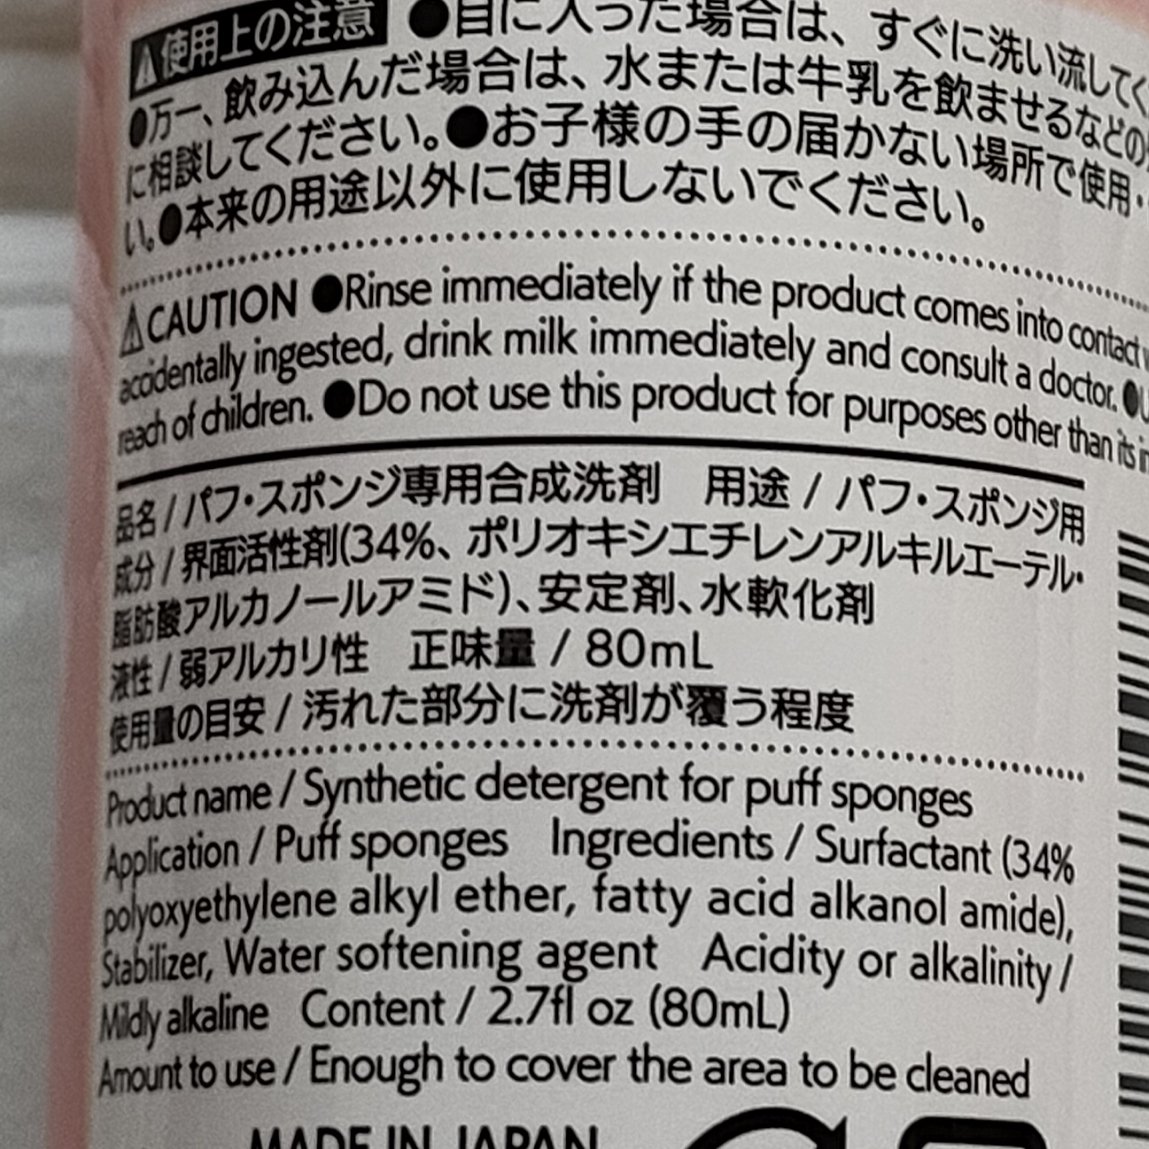 ⚠使用上の注意 ●目に入った場合は、すぐに洗い流してく
●万一、飲み込んだ場合は、水または牛乳を飲ませるなどの
に相談してください。●お子様の手の届かない場所で使用・
い。●本来の用途以外に使用しないでください。
⚠CAUTION ●Rinse immediately if the product comes into contact
accidentally ingested, drink milk immediately and consult a doctor. ●
reach of children. ●Do not use this product for purposes other than its
品名 / パフ・スポンジ専用合成洗剤 用途 / パフ・スポンジ用
成分 / 界面活性剤(34%、ポリオキシエチレンアルキルエーテル・
脂肪酸アルカノールアミド)、安定剤、水軟化剤
液性 / 弱アルカリ性 正味量 / 80mL
使用量の目安 / 汚れた部分に洗剤が覆う程度
Product name / Synthetic detergent for puff sponges
Application / Puff sponges Ingredients / Surfactant (34%
polyoxyethylene alkyl ether, fatty acid alkanol amide),
Stabilizer, Water softening agent Acidity or alkalinity /
Mildly alkaline Content / 2.7fl oz (80mL)
Amount to use / Enough to cover the area to be cleaned
MADE IN JAPAN